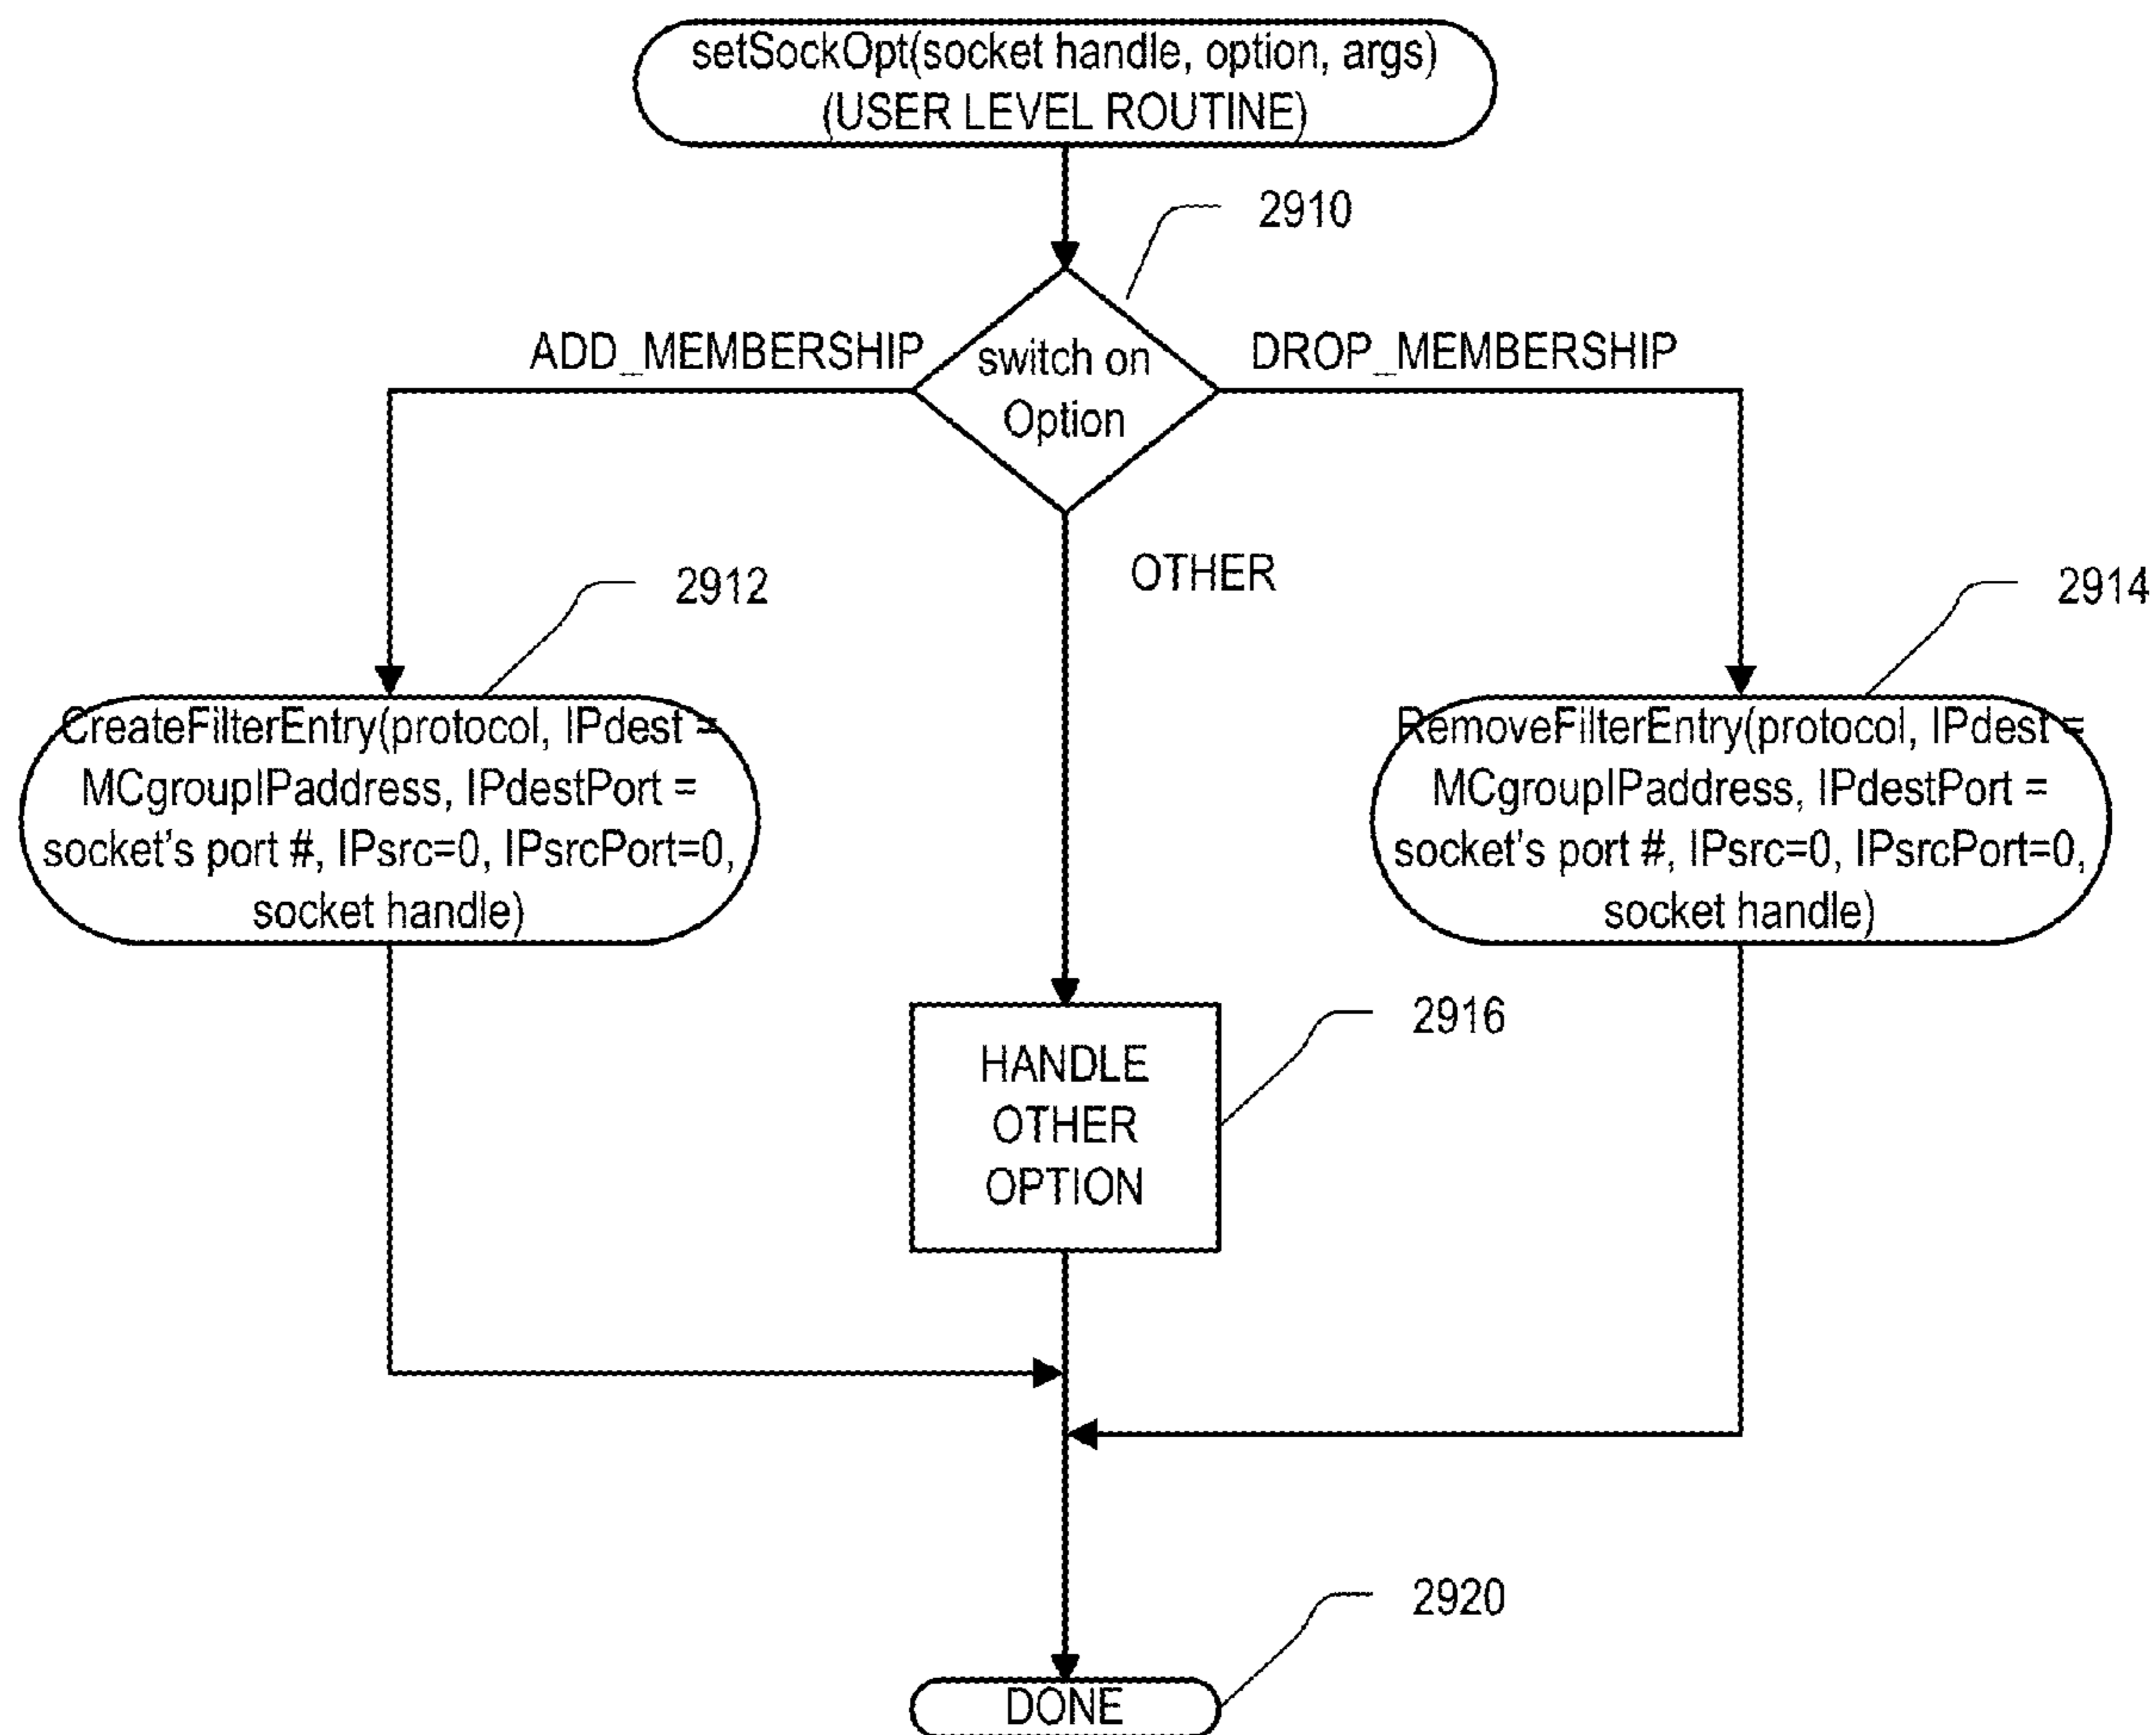 setSockOpt(socket handle, option, args)
(USER LEVEL ROUTINE)
2910
ADD_MEMBERSHIP
switch on
Option
DROP_MEMBERSHIP
OTHER
2912
2914
CreateFilterEntry(protocol, IPdest =
MCgroupIPaddress, IPdestPort =
socket's port #, IPsrc=0, IPsrcPort=0,
socket handle)
RemoveFilterEntry(protocol, IPdest =
MCgroupIPaddress, IPdestPort =
socket's port #, IPsrc=0, IPsrcPort=0,
socket handle)
2916
HANDLE
OTHER
OPTION
2920
DONE